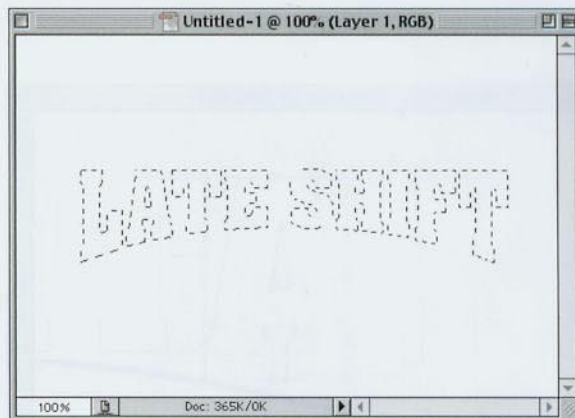 Untitled-1 @ 100% (Layer 1, RGB)
LATE SHIFT
100% Doc: 365K/0K